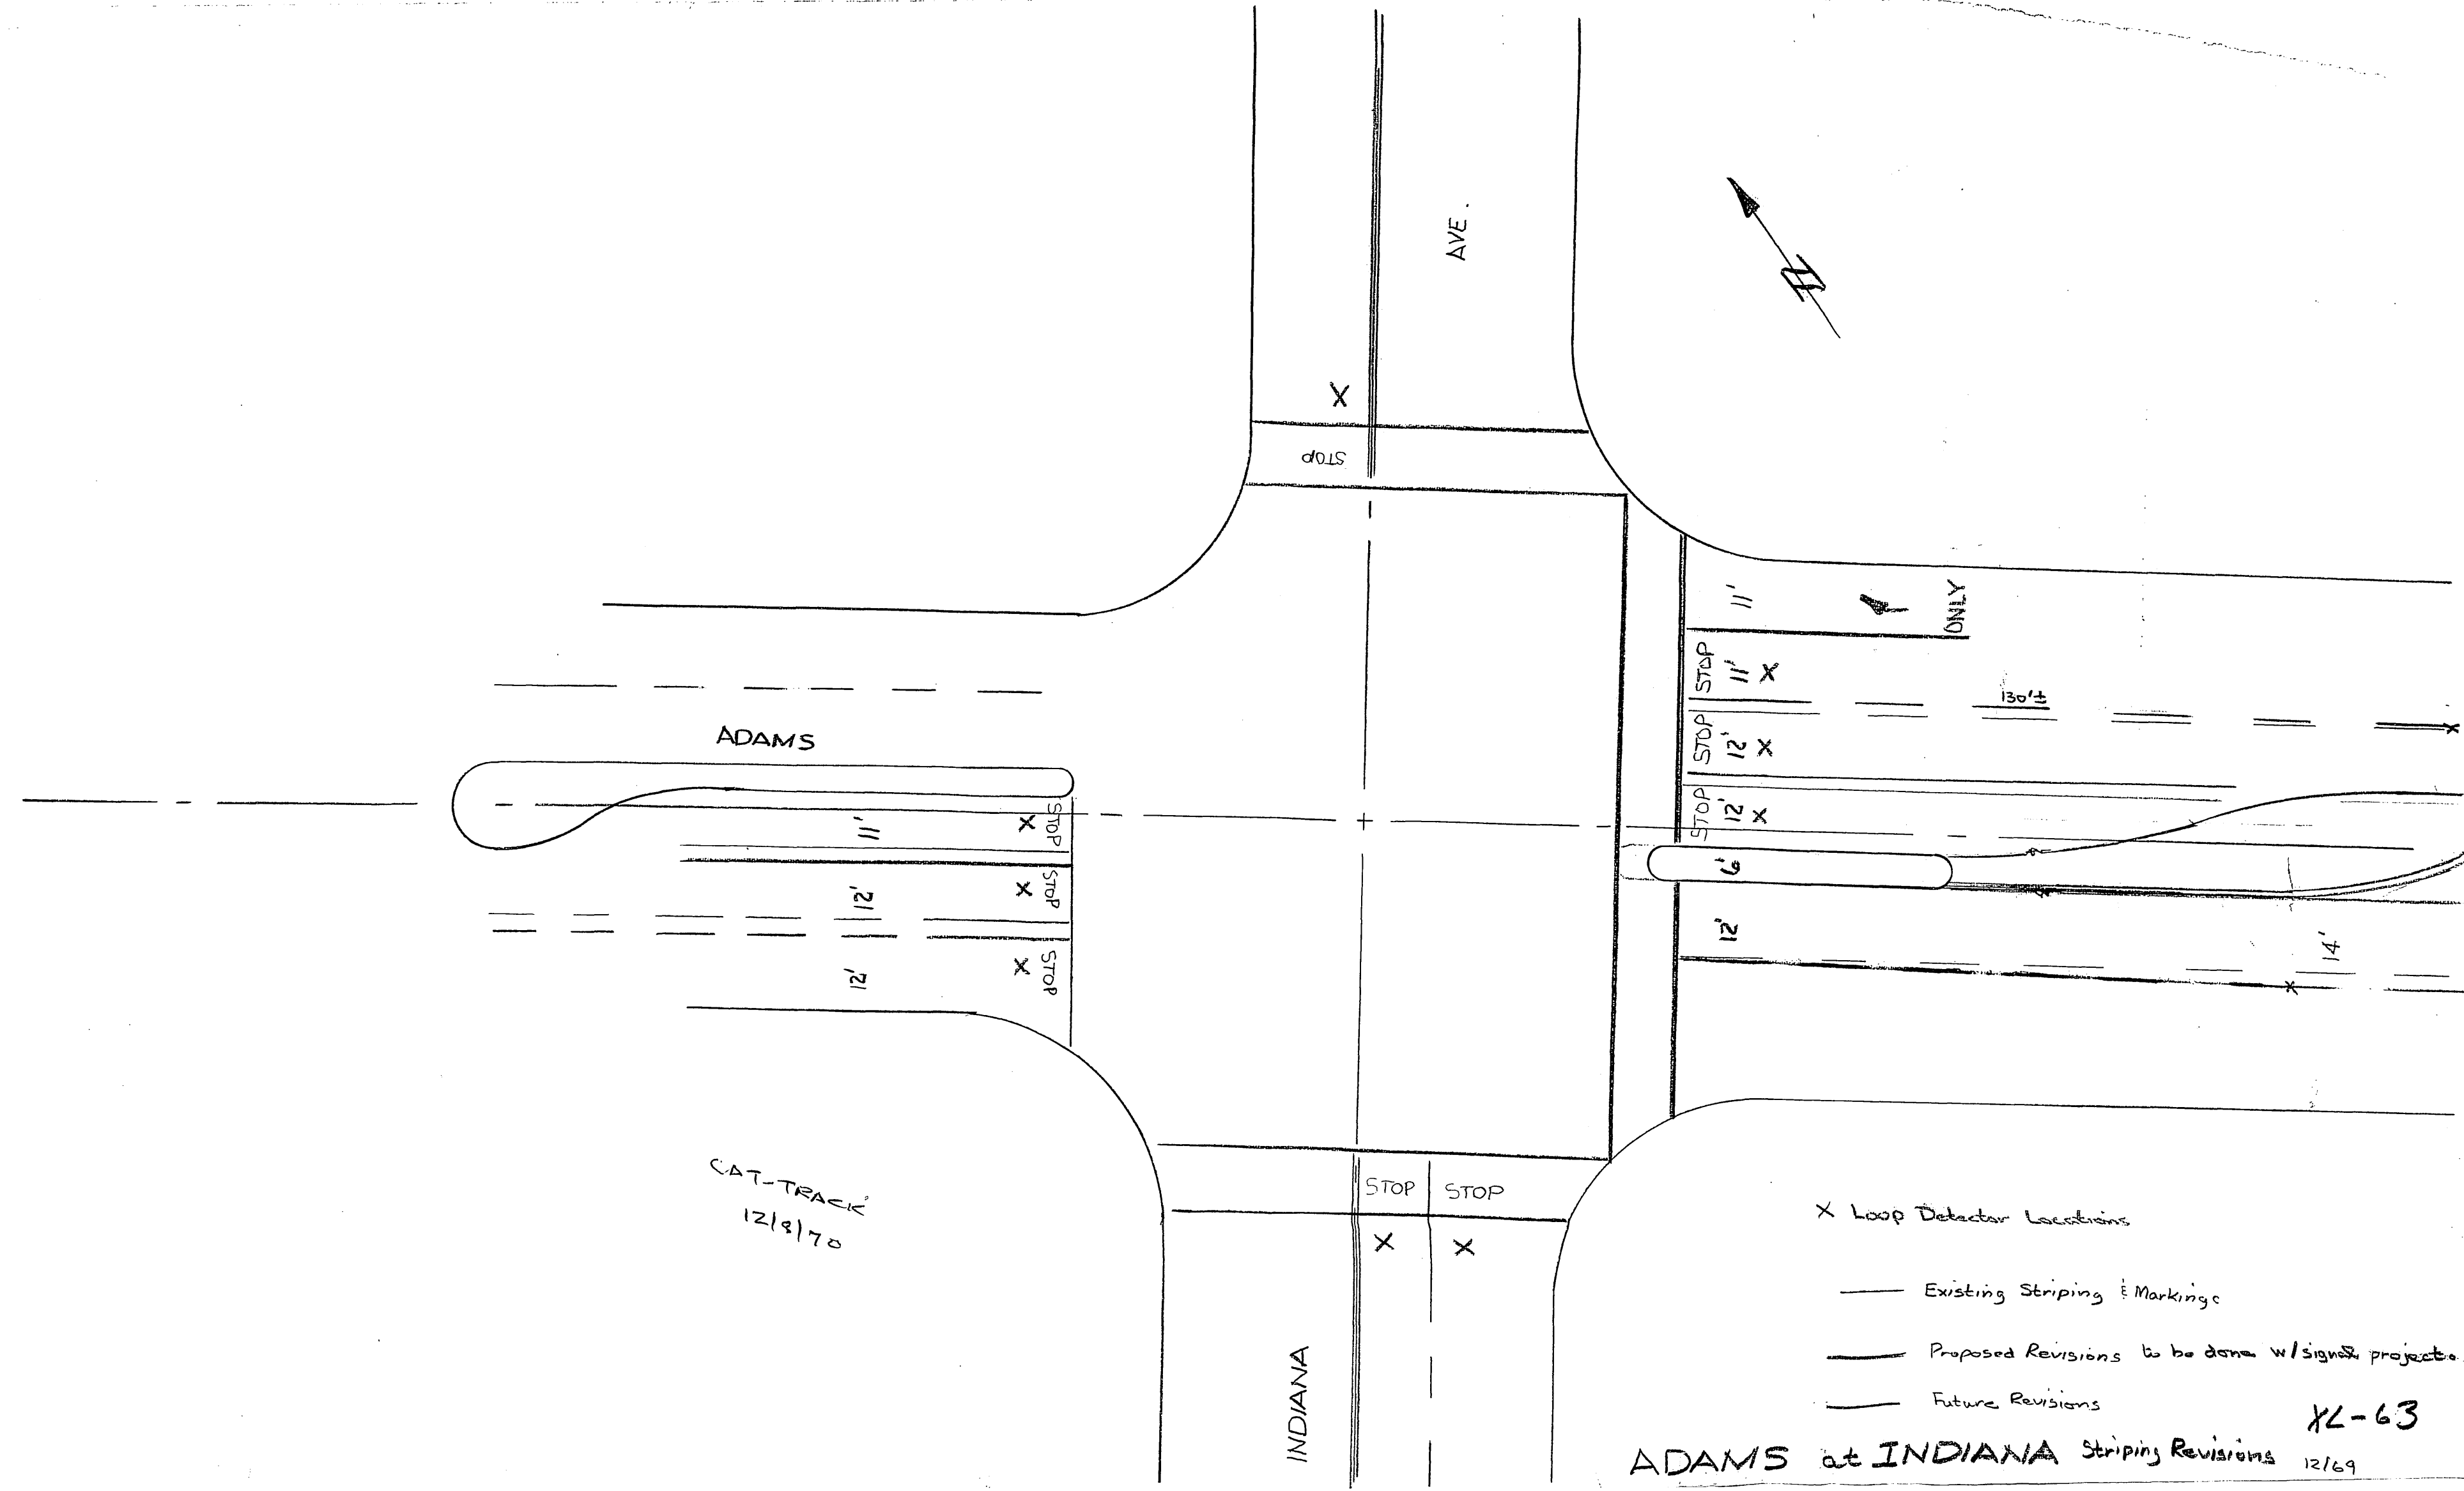 AVE.
N
X
STOP
11'
ONLY
STOP 11' X
130'±
X
STOP 12' X
STOP 12' X
6'
12'
14'
X
ADAMS
11' X STOP
12' X STOP
12' X STOP
STOP STOP
X X
INDIANA
CAT-TRACK
12/8/70
X Loop Detector Locations
Existing Striping & Markings
Proposed Revisions to be done w/signal project.
Future Revisions
XL-63
ADAMS at INDIANA Striping Revisions 12/69